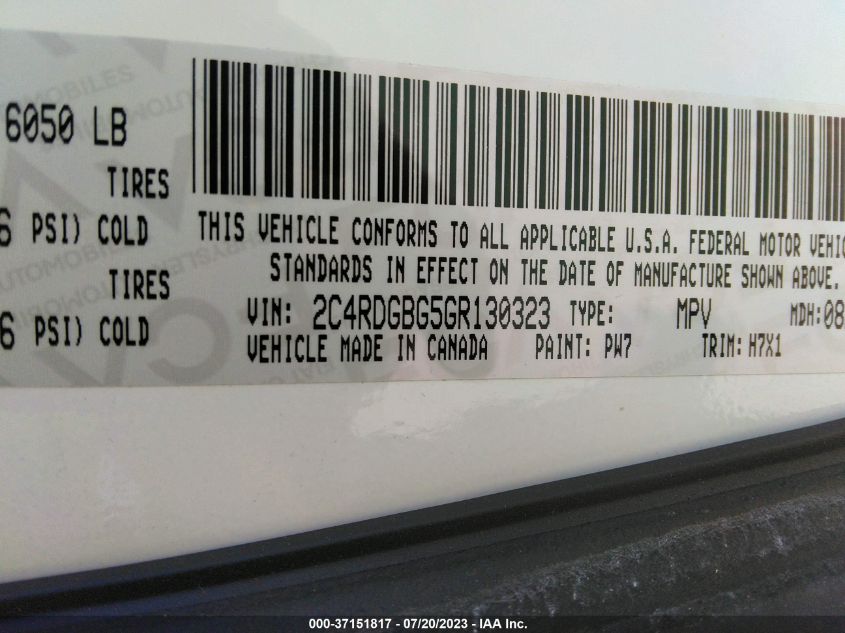 6050 LB
TIRES
6 PSI) COLD
TIRES
6 PSI) COLD
THIS VEHICLE CONFORMS TO ALL APPLICABLE U.S.A. FEDERAL MOTOR VEHIC
STANDARDS IN EFFECT ON THE DATE OF MANUFACTURE SHOWN ABOVE.
VIN: 2C4RDGBG5GR130323 TYPE: MPV MDH:08
VEHICLE MADE IN CANADA PAINT: PW7 TRIM: H7X1
000-37151817 - 07/20/2023 - IAA Inc.